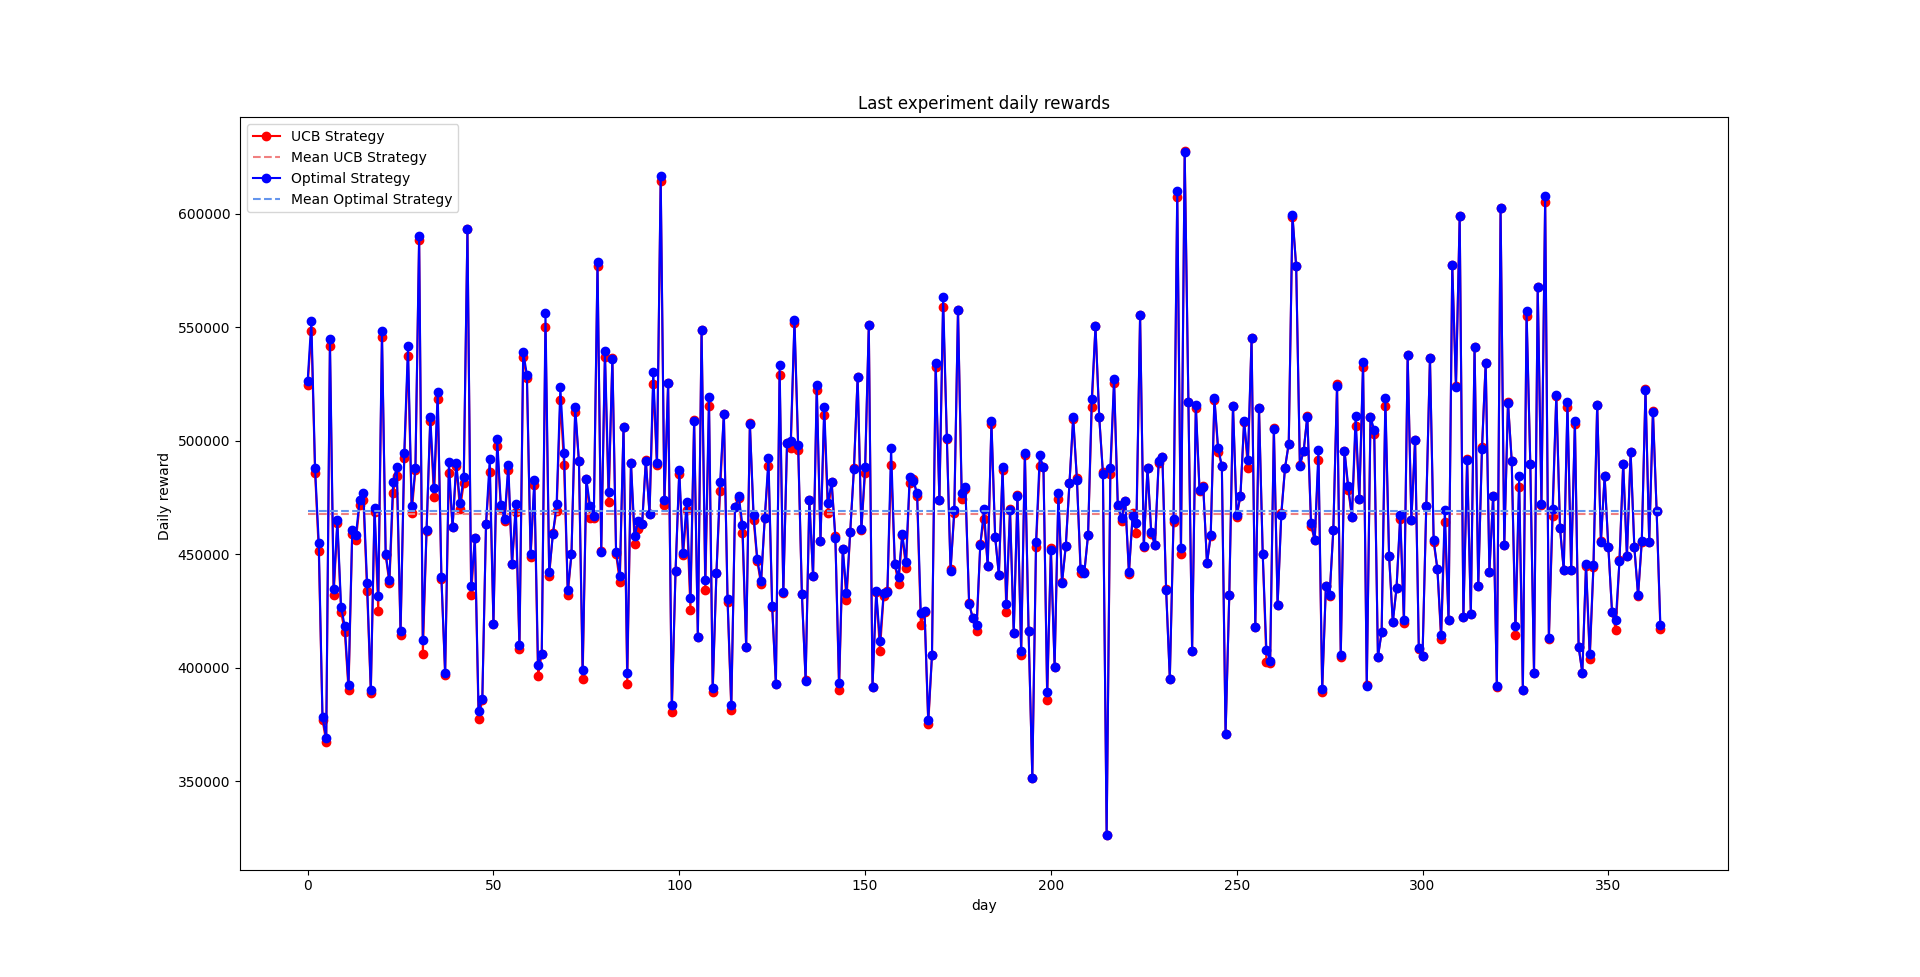 Last experiment daily rewards
UCB Strategy
Mean UCB Strategy
Optimal Strategy
Mean Optimal Strategy
Daily reward
600000
550000
500000
450000
400000
350000
0 50 100 150 200 250 300 350
day